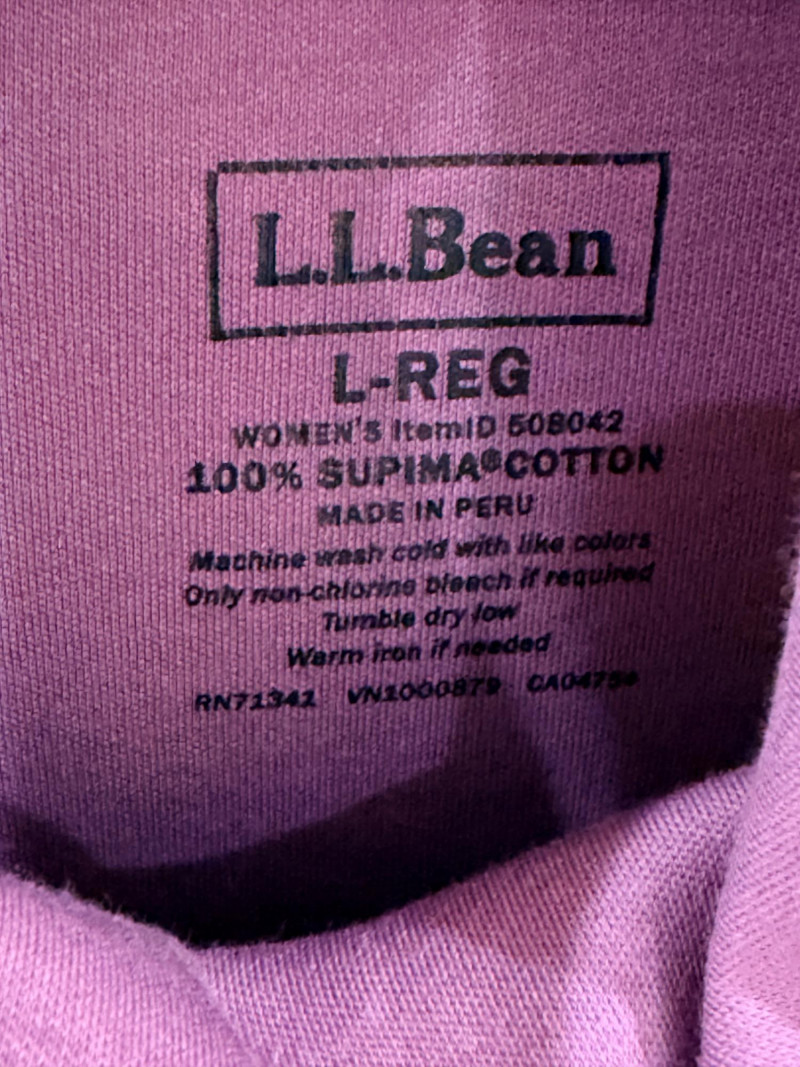 L.L.Bean
L-REG
WOMEN'S ItemID 508042
100% SUPIMA®COTTON
MADE IN PERU
Machine wash cold with like colors
Only non-chlorine bleach if required
Tumble dry low
Warm iron if needed
RN71341 VN1000879